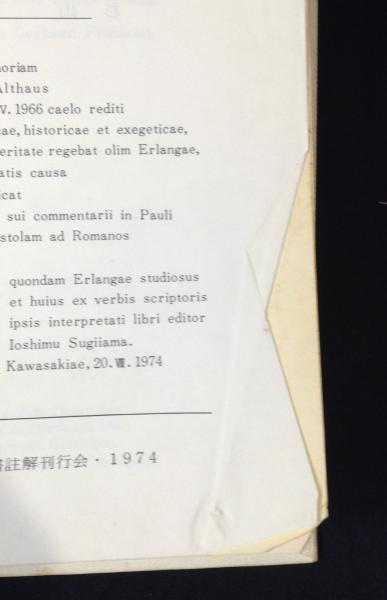 oriam
Althaus
V. 1966 caelo rediti
cae, historicae et exegeticae,
eritate regebat olim Erlangae,
atis causa
icat
sui commentarii in Pauli
stolam ad Romanos
quondam Erlangae studiosus
et huius ex verbis scriptoris
ipsis interpretati libri editor
Ioshimu Sugiiama.
Kawasakiae, 20. Ⅷ. 1974
註解刊行会・1974